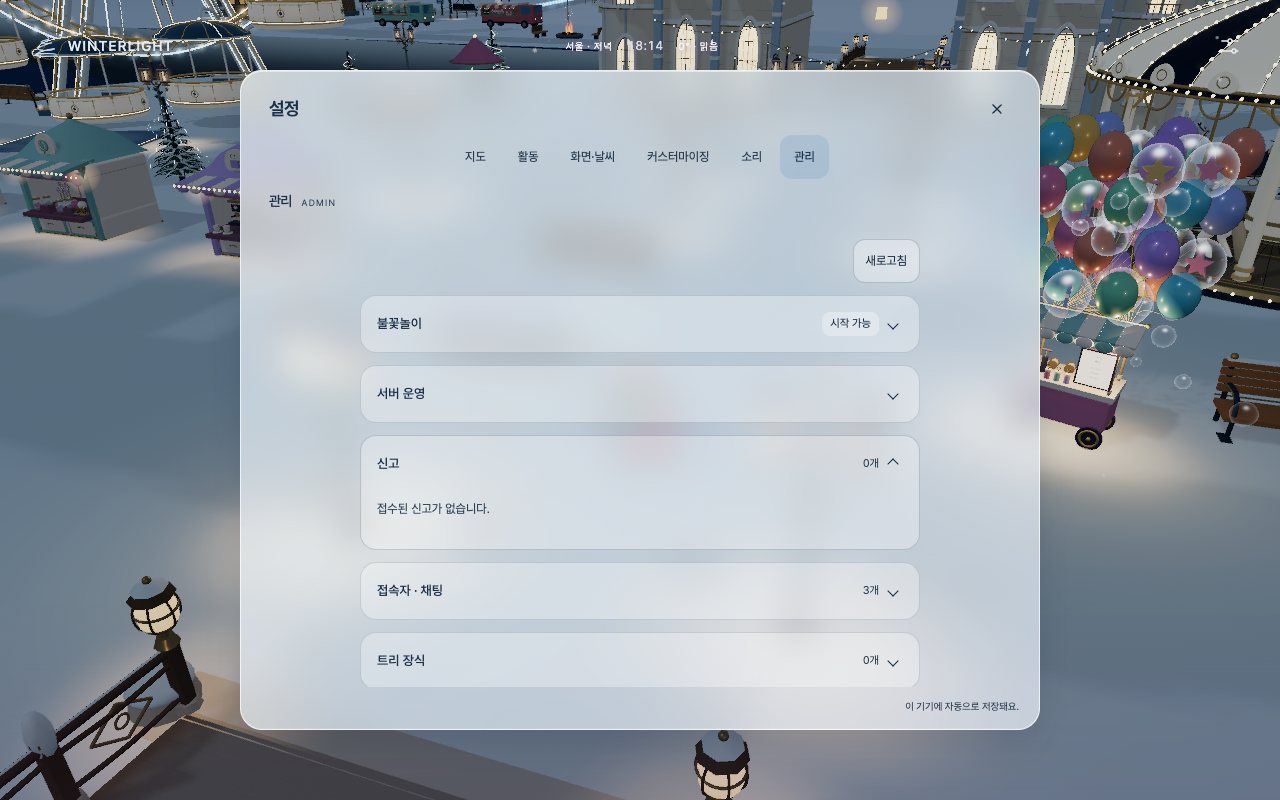 WINTERLIGHT
서울 · 저녁 18:14 맑음
설정
지도 활동 화면·날씨 커스터마이징 소리 관리
관리 ADMIN
새로고침
불꽃놀이 시작 가능
서버 운영
신고 0개
접수된 신고가 없습니다.
접속자 · 채팅 3개
트리 장식 0개
이 기기에 자동으로 저장돼요.